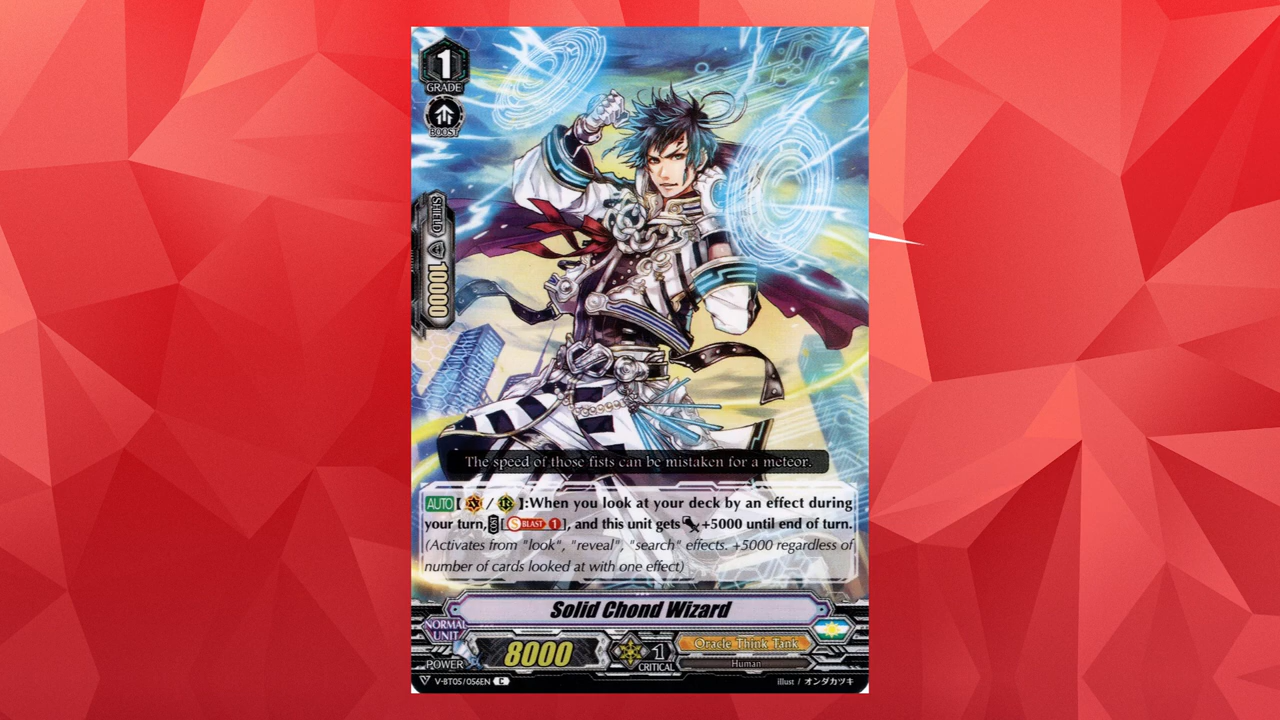 1
GRADE
BOOST
SHIELD
10000
The speed of those fists can be mistaken for a meteor.
AUTO【 V / R 】:When you look at your deck by an effect during
your turn, COST [S BLAST 1], and this unit gets +5000 until end of turn.
(Activates from "look", "reveal", "search" effects. +5000 regardless of
number of cards looked at with one effect)
Solid Chond Wizard
NORMAL
UNIT
POWER
8000
1
CRITICAL
Oracle Think Tank
Human
V-BT05/056EN C
illust / オンダカツキ